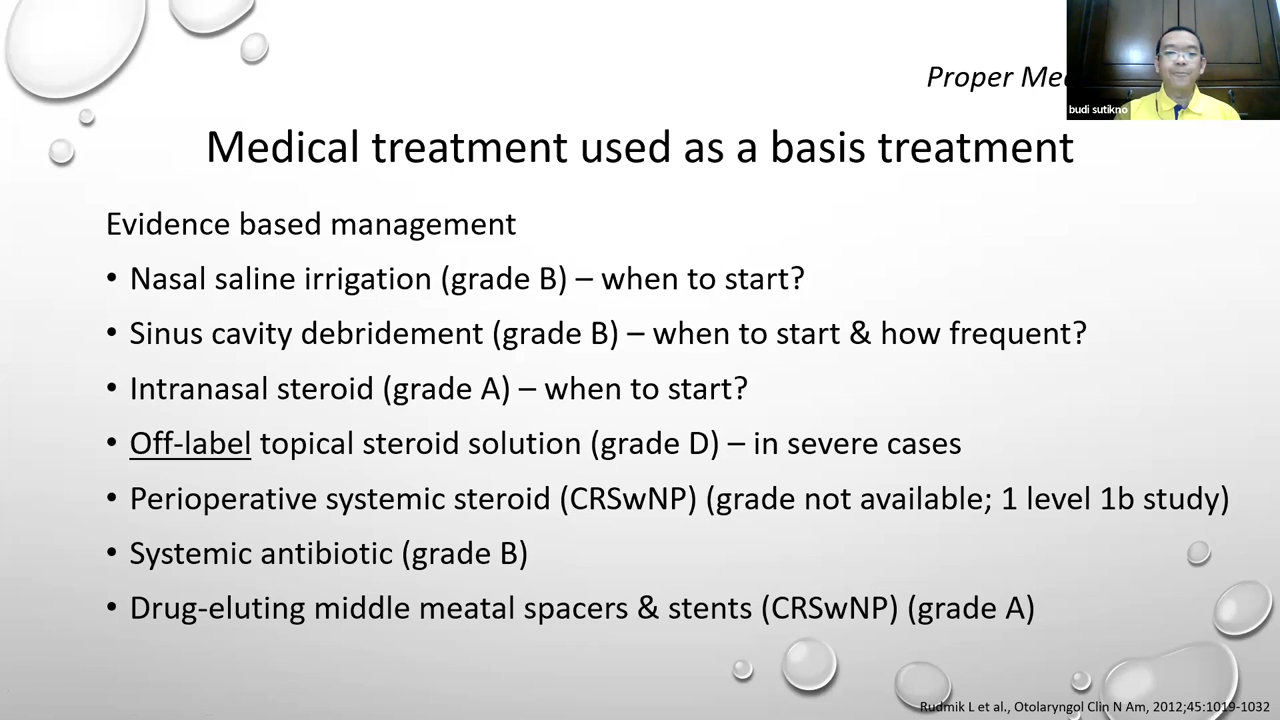 Proper
budi sutikno
Medical treatment used as a basis treatment
Evidence based management
• Nasal saline irrigation (grade B) – when to start?
• Sinus cavity debridement (grade B) – when to start & how frequent?
• Intranasal steroid (grade A) – when to start?
• Off-label topical steroid solution (grade D) – in severe cases
• Perioperative systemic steroid (CRSwNP) (grade not available; 1 level 1b study)
• Systemic antibiotic (grade B)
• Drug-eluting middle meatal spacers & stents (CRSwNP) (grade A)
Rudmik L et al., Otolaryngol Clin N Am, 2012;45:1019-1032